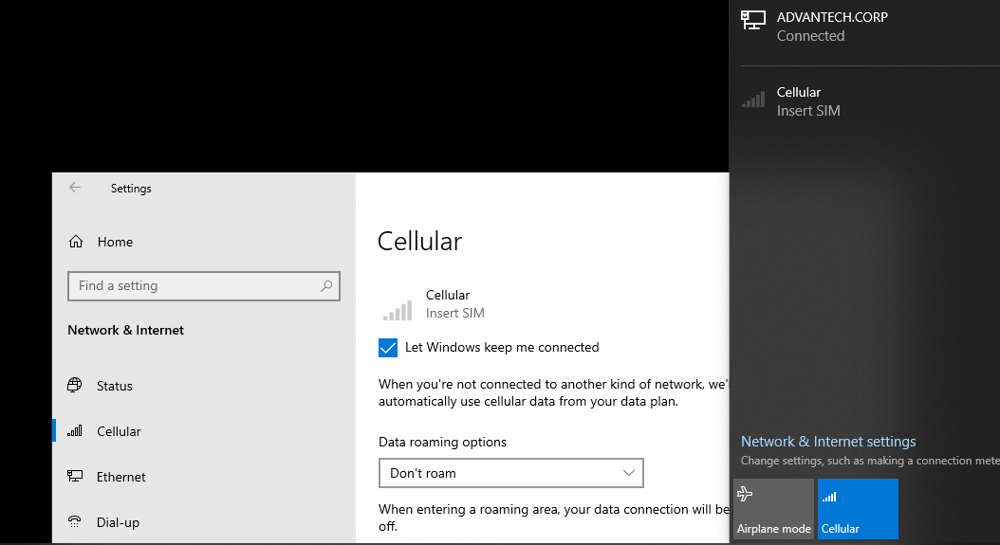 ADVANTECH.CORP
Connected
Cellular
Insert SIM
Settings
Home
Find a setting
Network & Internet
Status
Cellular
Ethernet
Dial-up
Cellular
Cellular
Insert SIM
Let Windows keep me connected
When you're not connected to another kind of network, we'
automatically use cellular data from your data plan.
Data roaming options
Don't roam
When entering a roaming area, your data connection will be
off.
Network & Internet settings
Change settings, such as making a connection mete
Airplane mode
Cellular